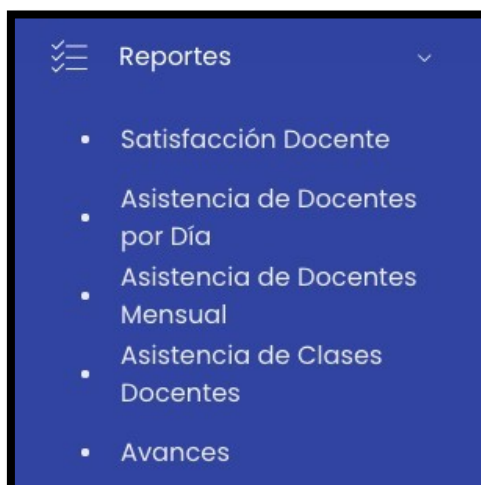 Reportes
Satisfacción Docente
Asistencia de Docentes
por Día
Asistencia de Docentes
Mensual
Asistencia de Clases
Docentes
Avances